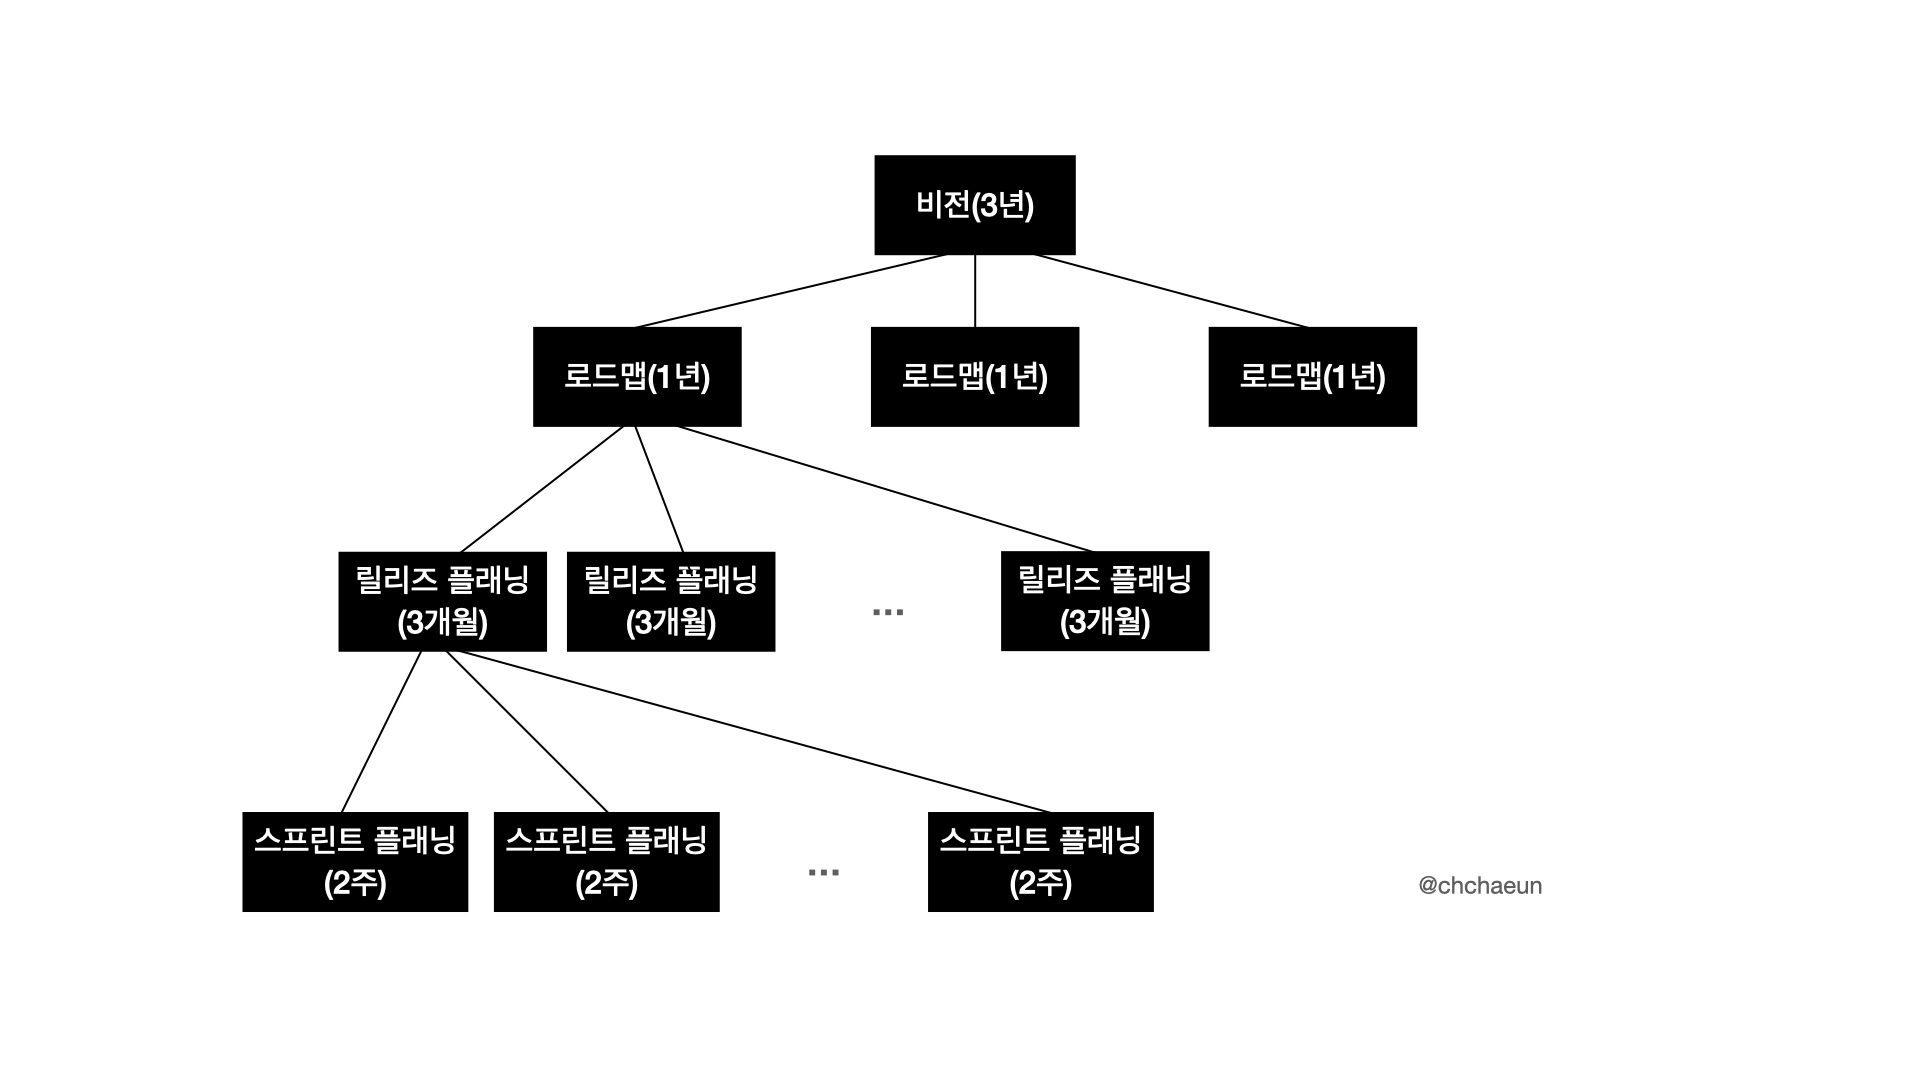 비전(3년)
로드맵(1년)
로드맵(1년)
로드맵(1년)
릴리즈 플래닝
(3개월)
릴리즈 플래닝
(3개월)
...
릴리즈 플래닝
(3개월)
스프린트 플래닝
(2주)
스프린트 플래닝
(2주)
...
스프린트 플래닝
(2주)
@chchaeun